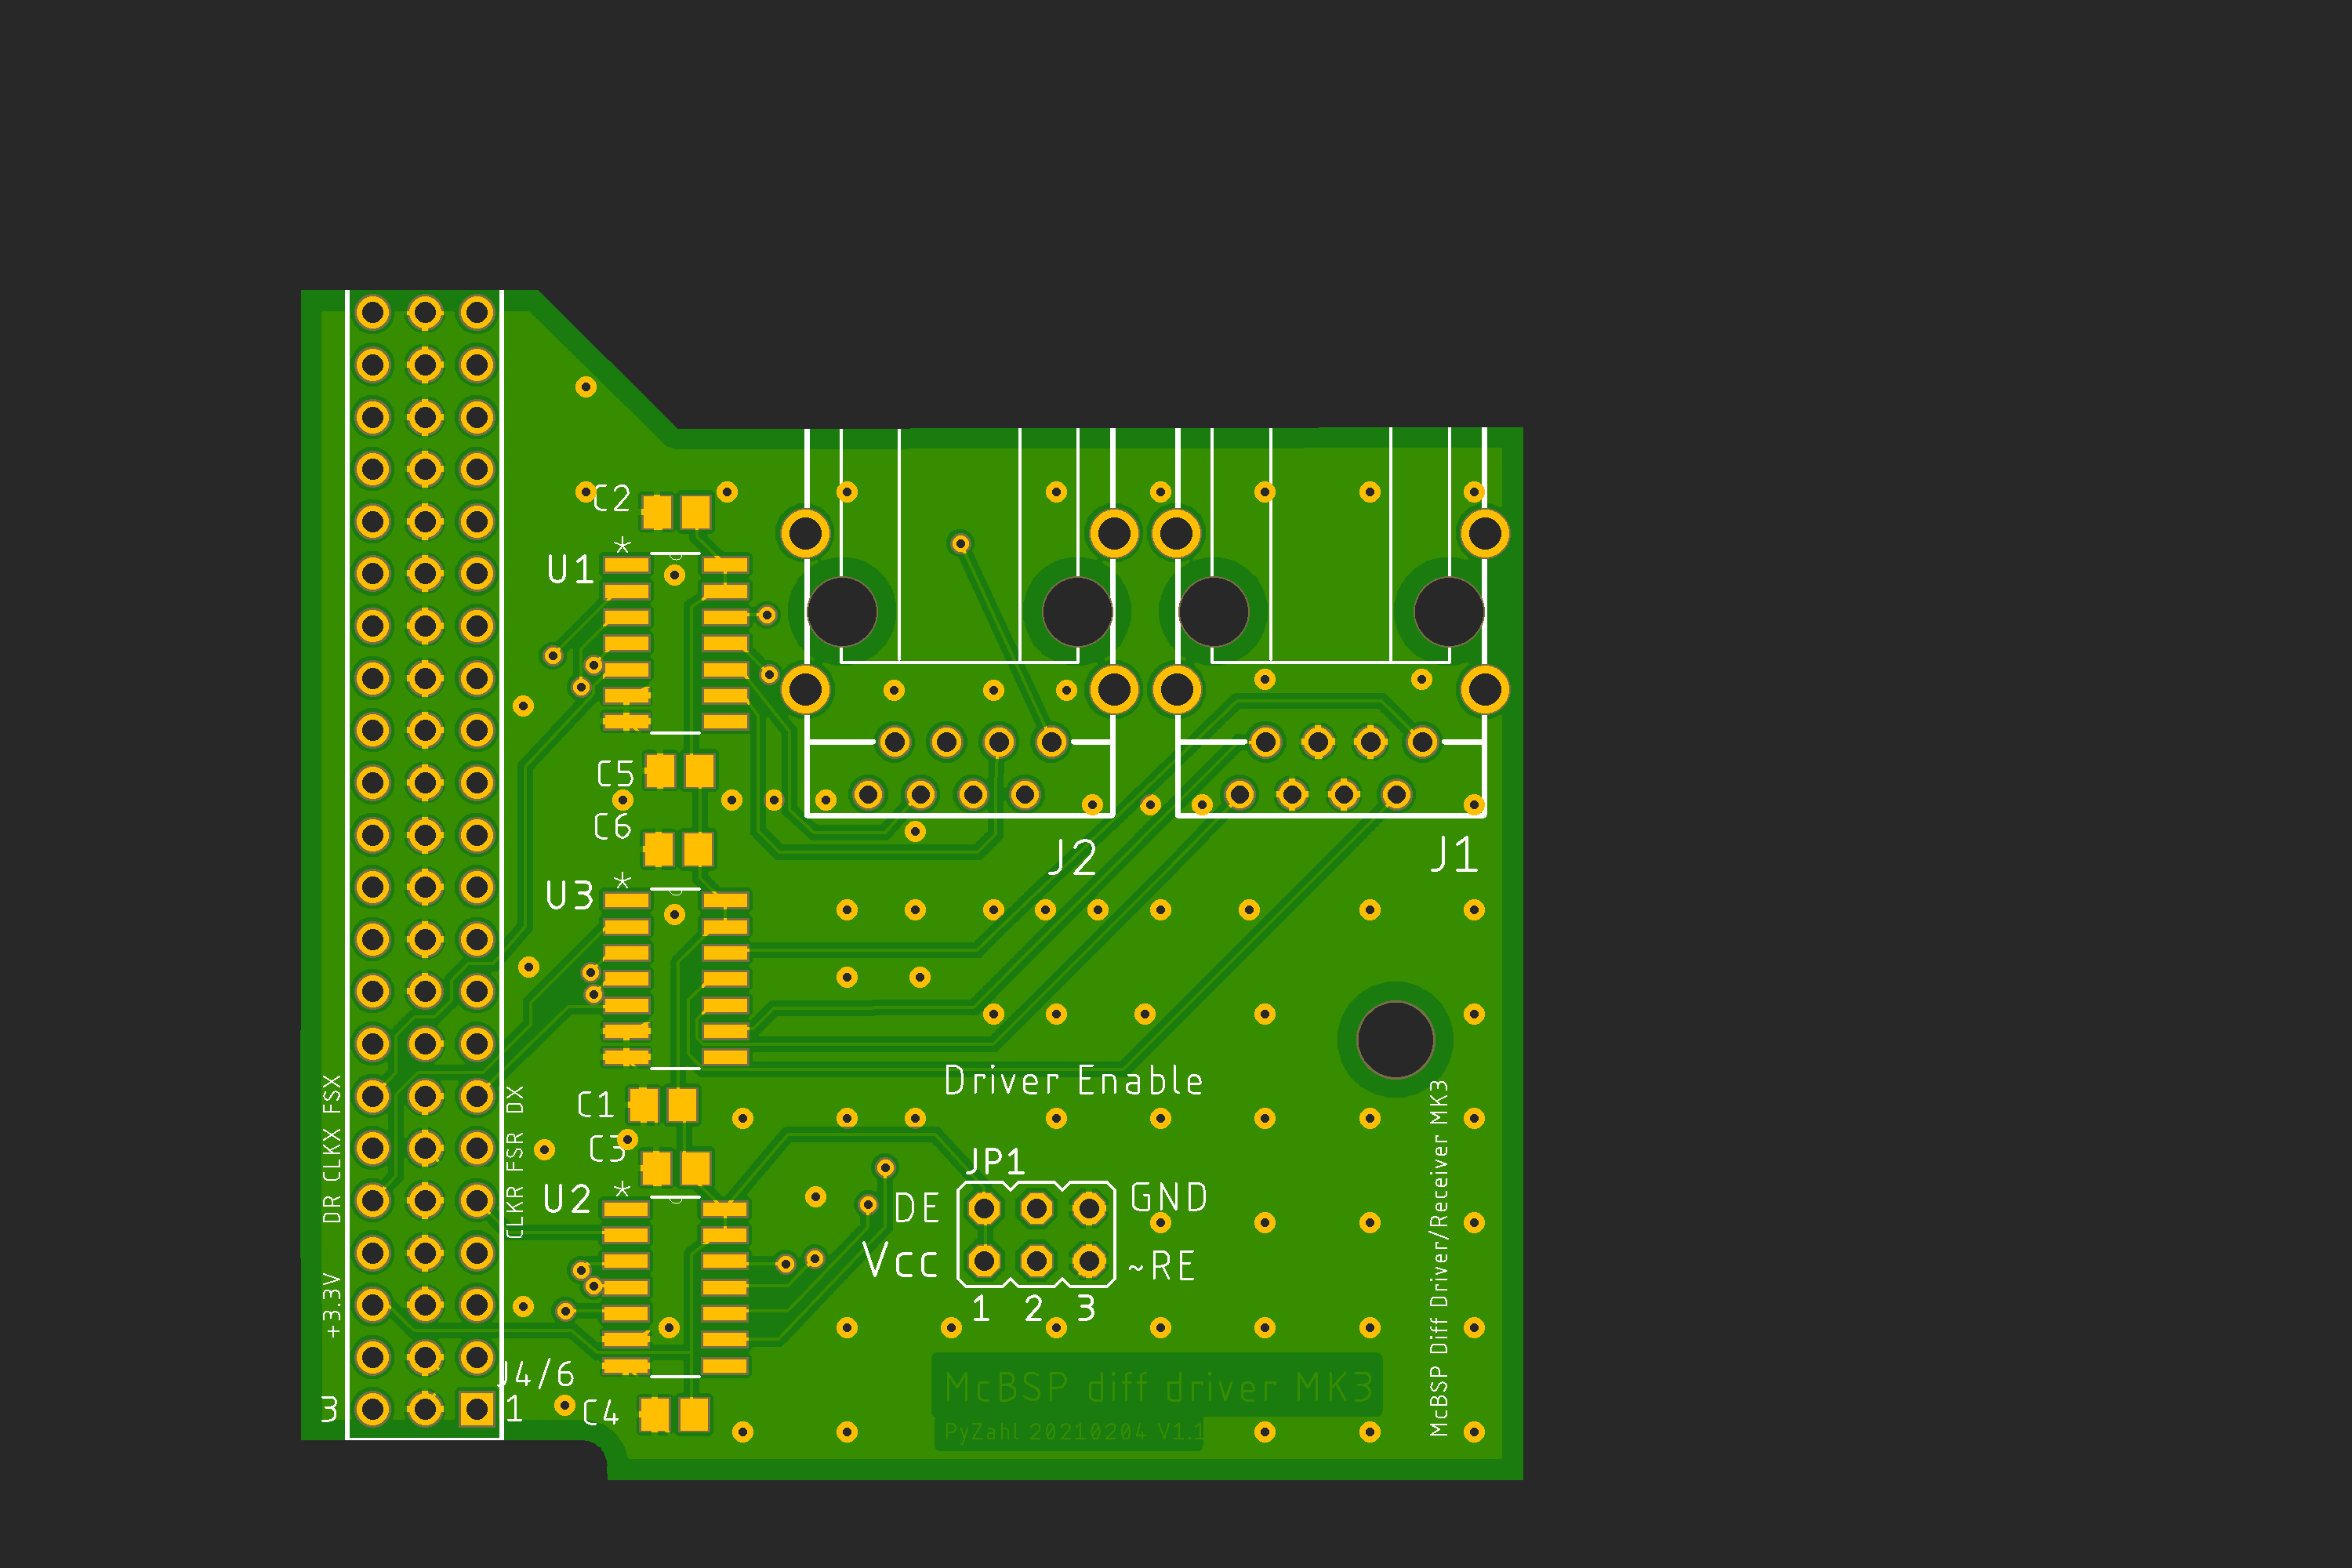 C2
*
U1
C5
C6
J2
J1
*
U3
Driver Enable
C1
C3
JP1
*
U2
DE
GND
Vcc
~RE
1 2 3
J4/6
3
1
C4
DR CLKX FSX
+3.3V
CLKR FSR DX
McBSP diff driver MK3
PyZahl 20210204 V1.1
McBSP Diff Driver/Receiver MK3